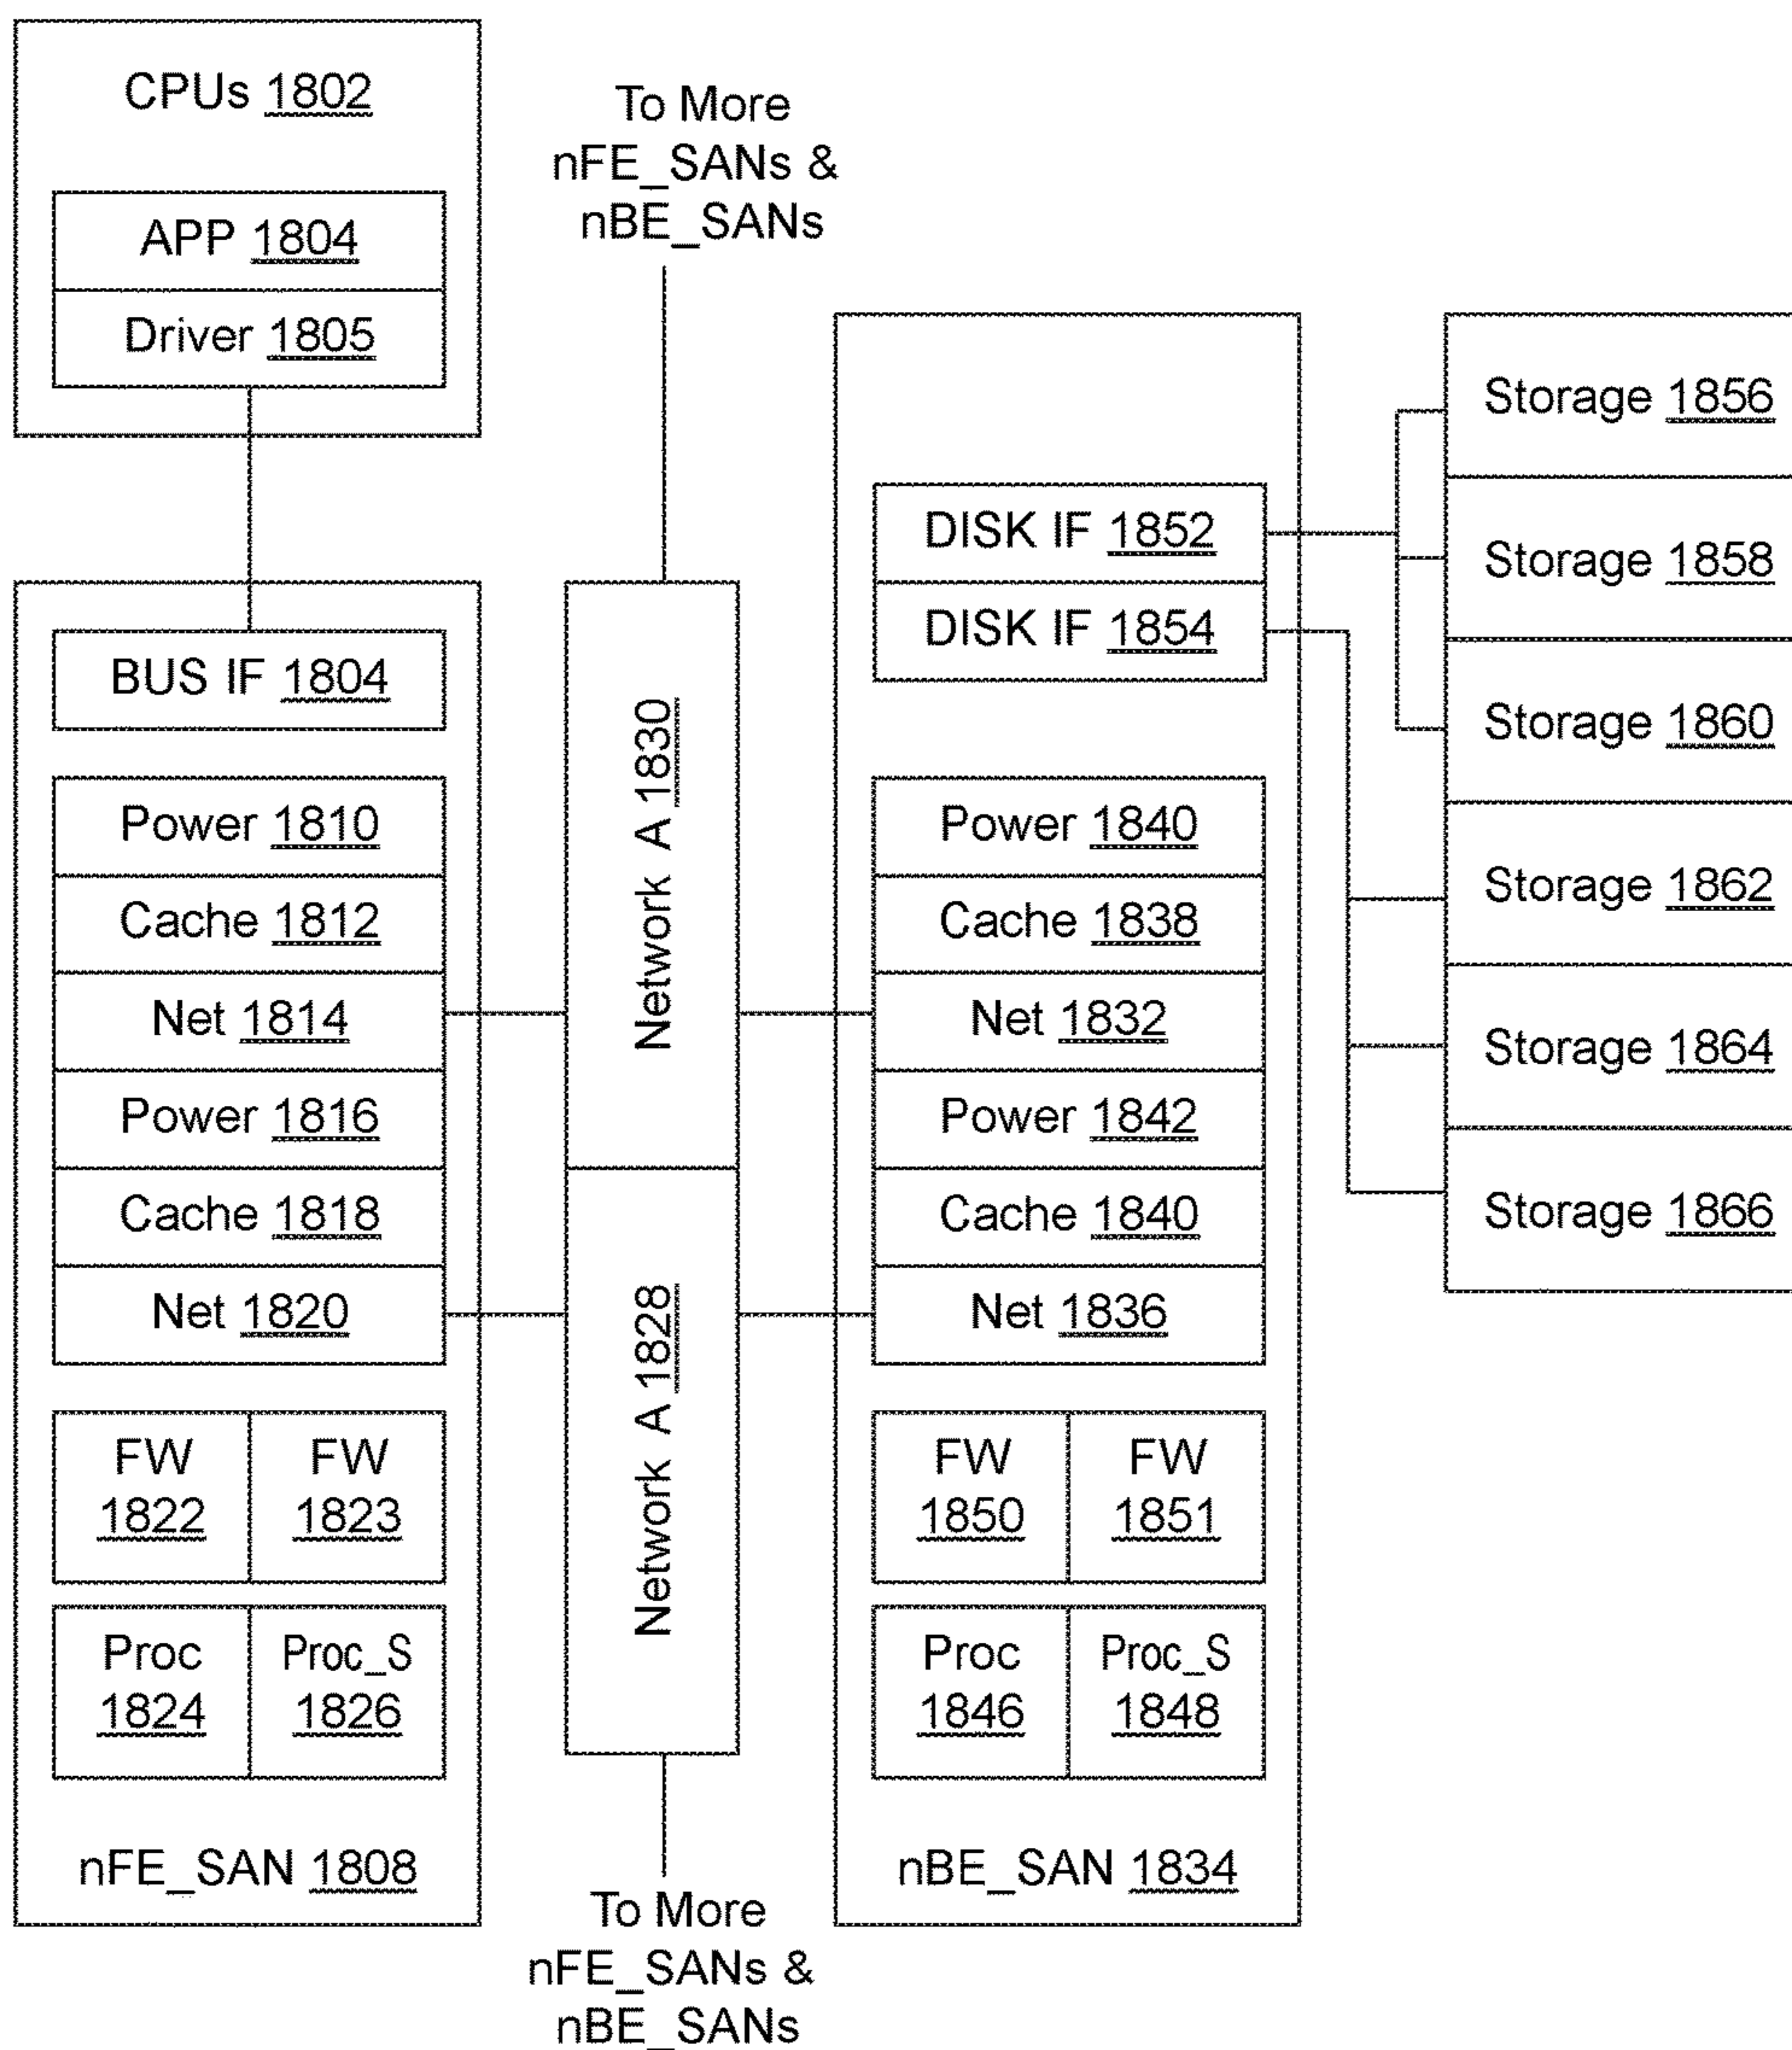 CPUs 1802
APP 1804
Driver 1805
BUS IF 1804
Power 1810
Cache 1812
Net 1814
Power 1816
Cache 1818
Net 1820
FW
1822
FW
1823
Proc
1824
Proc_S
1826
nFE_SAN 1808
To More
nFE_SANs &
nBE_SANs
Network A 1830
Network A 1828
To More
nFE_SANs &
nBE_SANs
DISK IF 1852
DISK IF 1854
Power 1840
Cache 1838
Net 1832
Power 1842
Cache 1840
Net 1836
FW
1850
FW
1851
Proc
1846
Proc_S
1848
nBE_SAN 1834
Storage 1856
Storage 1858
Storage 1860
Storage 1862
Storage 1864
Storage 1866